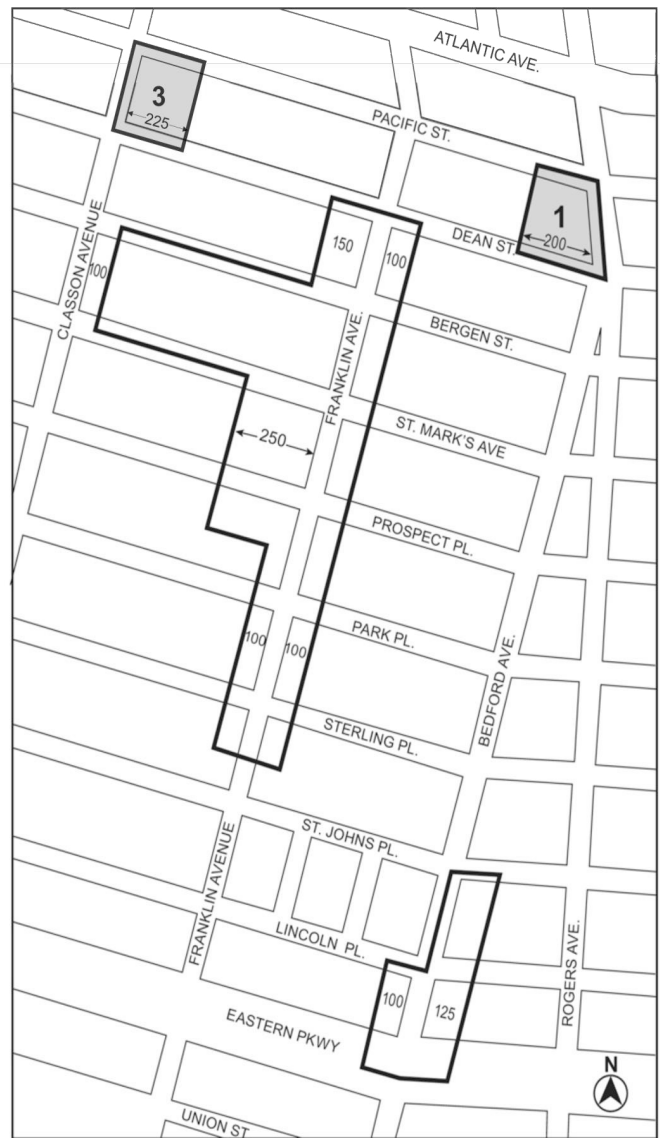 ATLANTIC AVE.
3
225
PACIFIC ST.
1
200
DEAN ST.
150
100
CLASSON AVENUE
100
BERGEN ST.
FRANKLIN AVE.
ST. MARK'S AVE
250
PROSPECT PL.
PARK PL.
100
100
BEDFORD AVE.
STERLING PL.
ST. JOHNS PL.
FRANKLIN AVENUE
LINCOLN PL.
ROGERS AVE.
100
125
EASTERN PKWY
N
UNION ST.